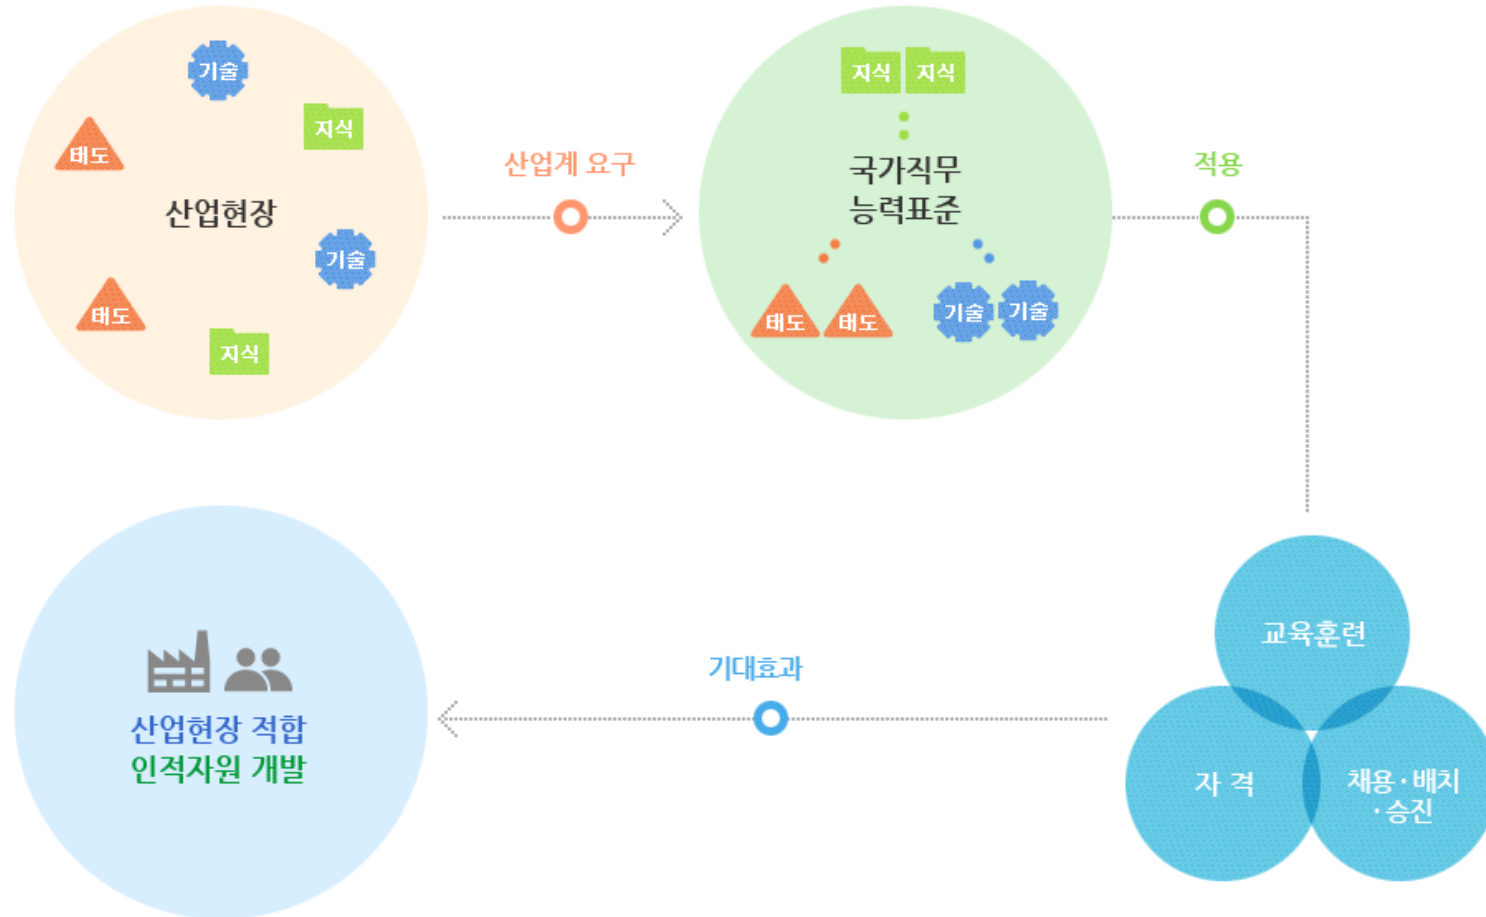 기술
지식
태도
산업현장
기술
태도
지식
산업계 요구
지식 지식
국가직무
능력표준
태도 태도
기술 기술
적용
교육훈련
자 격
채용·배치
·승진
기대효과
산업현장 적합
인적자원 개발